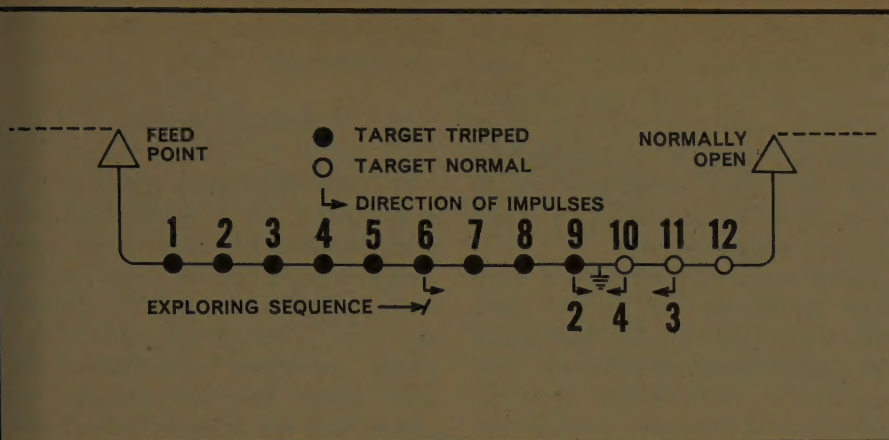 FEED
POINT
TARGET TRIPPED
TARGET NORMAL
DIRECTION OF IMPULSES
NORMALLY
OPEN
1 2 3 4 5 6 7 8 9 10 11 12
EXPLORING SEQUENCE
2 4 3